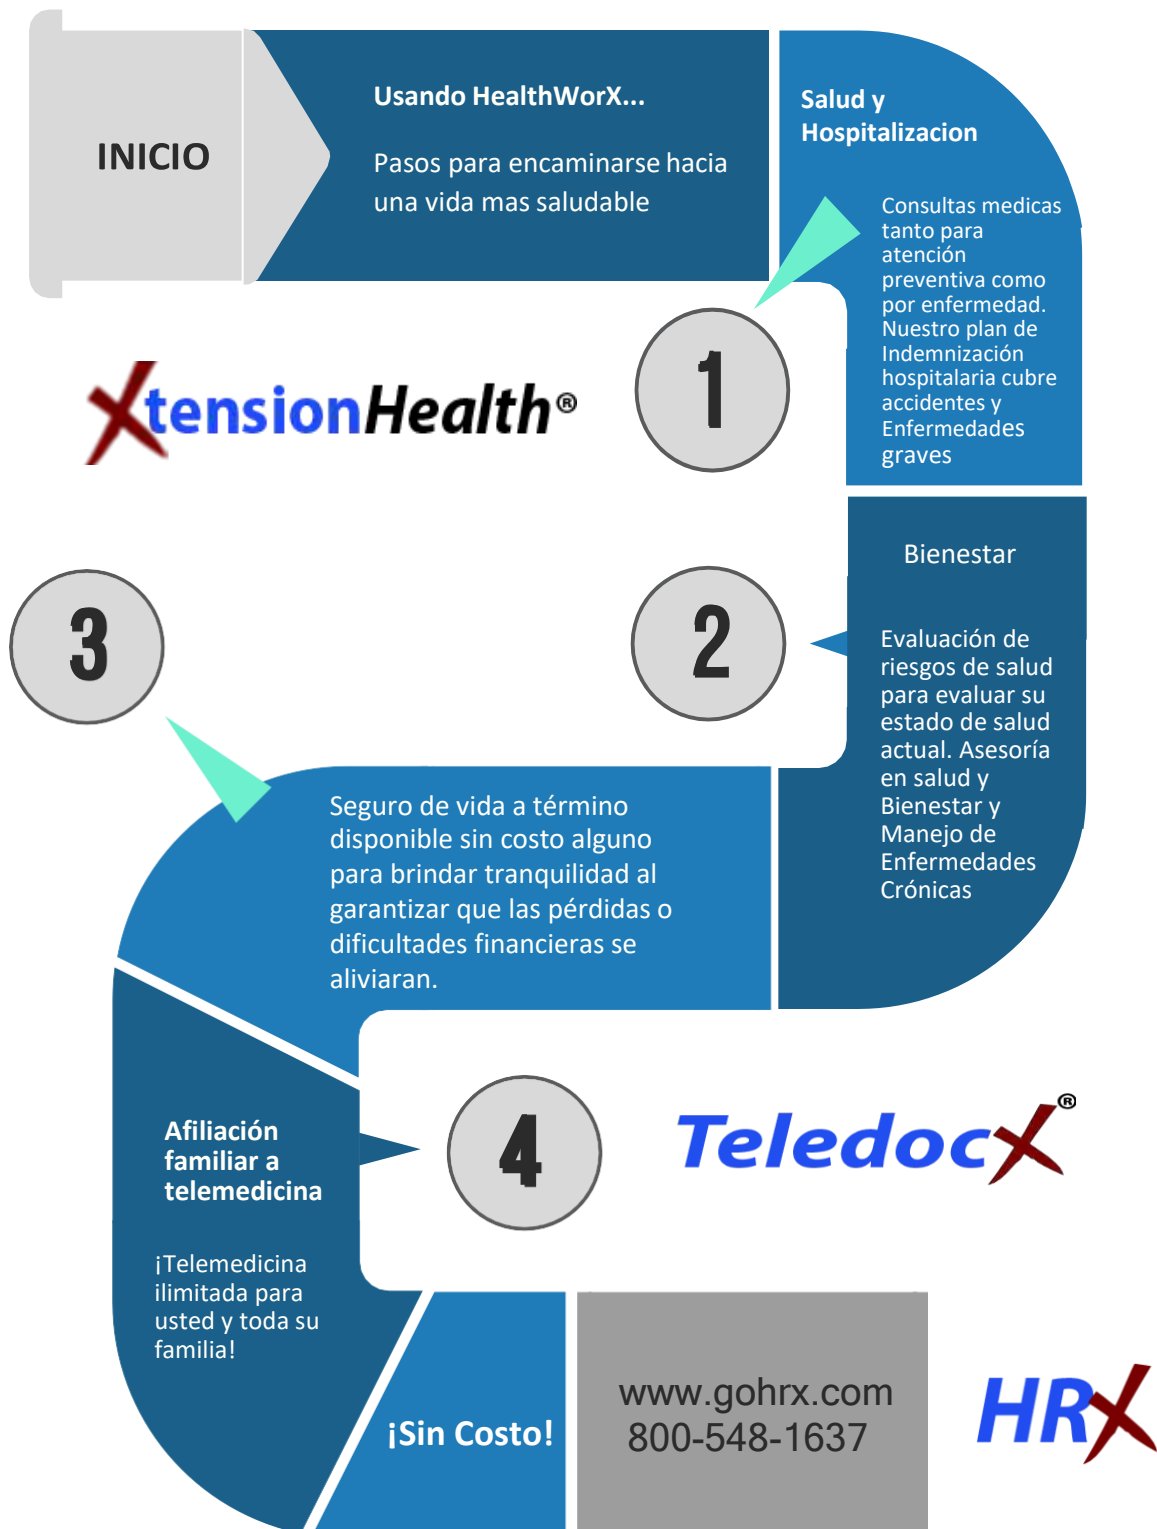 INICIO
Usando HealthWorX...
Pasos para encaminarse hacia
una vida mas saludable
Salud y
Hospitalizacion
Consultas medicas
tanto para
atención
preventiva como
por enfermedad.
Nuestro plan de
Indemnización
hospitalaria cubre
accidentes y
Enfermedades
graves
1
XtensionHealth®
Bienestar
2
Evaluación de
riesgos de salud
para evaluar su
estado de salud
actual. Asesoría
en salud y
Bienestar y
Manejo de
Enfermedades
Crónicas
3
Seguro de vida a término
disponible sin costo alguno
para brindar tranquilidad al
garantizar que las pérdidas o
dificultades financieras se
aliviaran.
4
Afiliación
familiar a
telemedicina
¡Telemedicina
ilimitada para
usted y toda su
familia!
TeledocX®
¡Sin Costo!
www.gohrx.com
800-548-1637
HRX